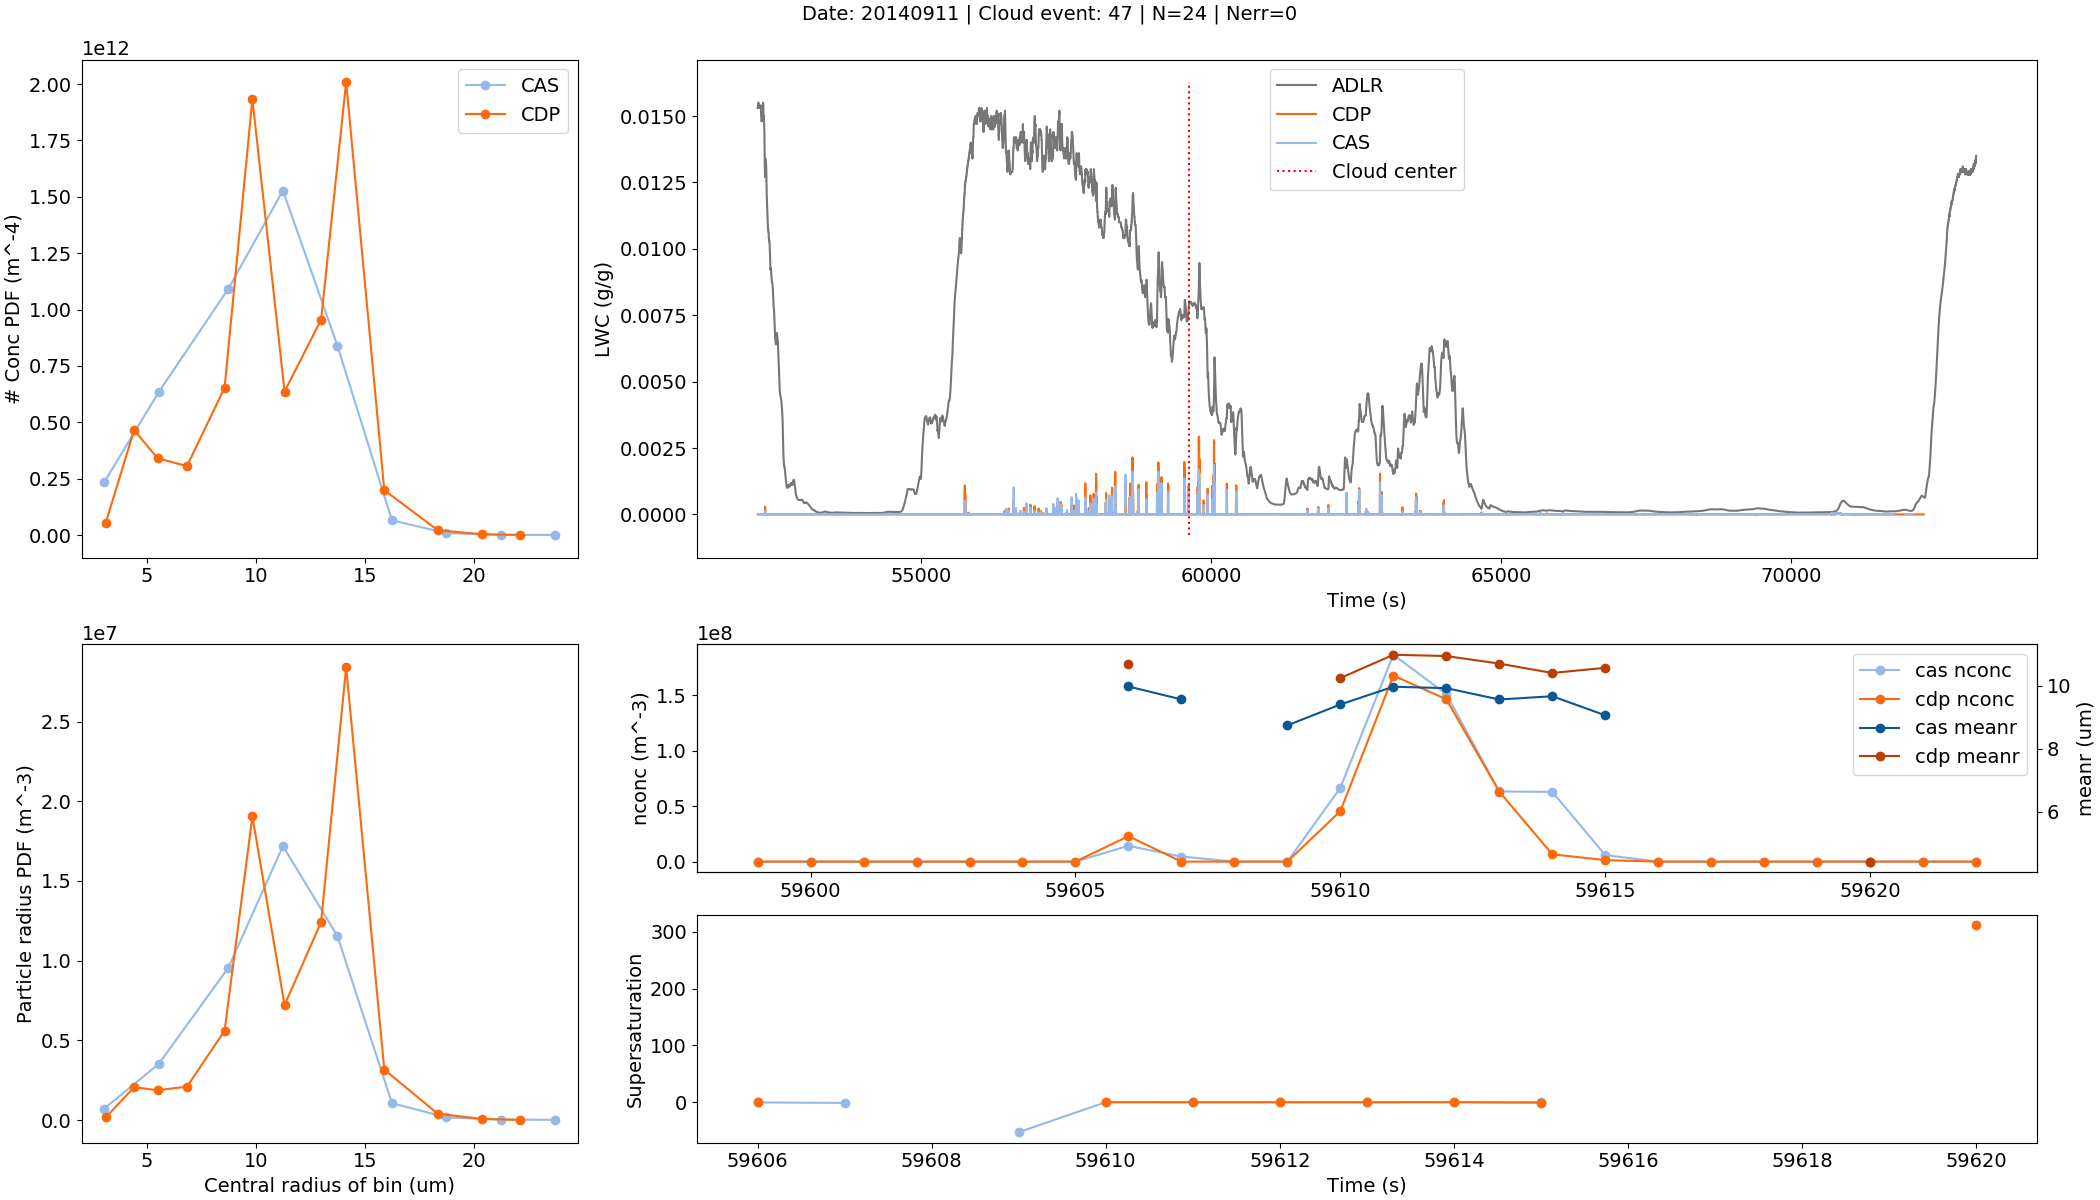 Date: 20140911 | Cloud event: 47 | N=24 | Nerr=0
1e12
# Conc PDF (m^-4)
2.00
1.75
1.50
1.25
1.00
0.75
0.50
0.25
0.00
5 10 15 20
CAS
CDP
LWC (g/g)
0.0150
0.0125
0.0100
0.0075
0.0050
0.0025
0.0000
55000 60000 65000 70000
Time (s)
ADLR
CDP
CAS
Cloud center
1e7
Particle radius PDF (m^-3)
2.5
2.0
1.5
1.0
0.5
0.0
5 10 15 20
Central radius of bin (um)
1e8
nconc (m^-3)
1.5
1.0
0.5
0.0
59600 59605 59610 59615 59620
10
8
6
meanr (um)
cas nconc
cdp nconc
cas meanr
cdp meanr
Supersaturation
300
200
100
0
59606 59608 59610 59612 59614 59616 59618 59620
Time (s)